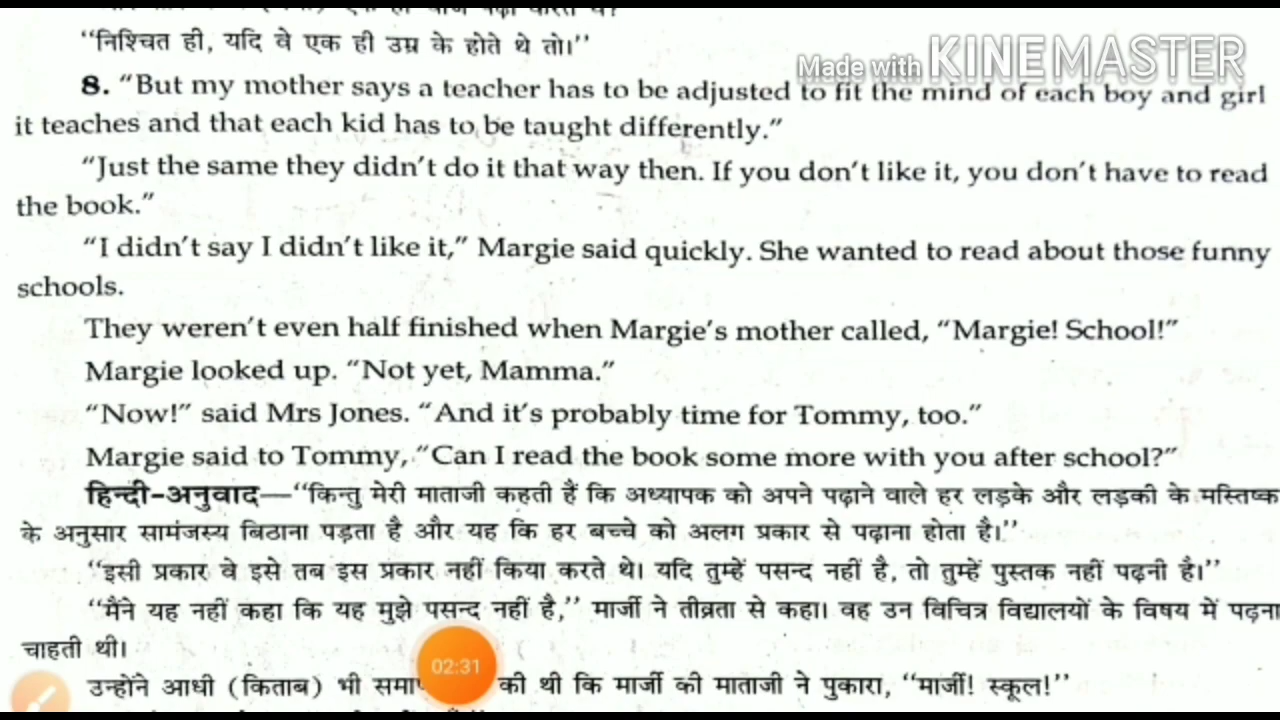 "निश्चित ही, यदि वे एक ही उम्र के होते थे तो।"
Made with KINEMASTER
8. "But my mother says a teacher has to be adjusted to fit the mind of each boy and girl
it teaches and that each kid has to be taught differently."
"Just the same they didn't do it that way then. If you don't like it, you don't have to read
the book."
"I didn't say I didn't like it," Margie said quickly. She wanted to read about those funny
schools.
They weren't even half finished when Margie's mother called, "Margie! School!"
Margie looked up. "Not yet, Mamma."
"Now!" said Mrs Jones. "And it's probably time for Tommy, too."
Margie said to Tommy, "Can I read the book some more with you after school?"
हिन्दी-अनुवाद—"किन्तु मेरी माताजी कहती हैं कि अध्यापक को अपने पढ़ाने वाले हर लड़के और लड़की के मस्तिष्क
के अनुसार सामंजस्य बिठाना पड़ता है और यह कि हर बच्चे को अलग प्रकार से पढ़ाना होता है।"
"इसी प्रकार वे इसे तब इस प्रकार नहीं किया करते थे। यदि तुम्हें पसन्द नहीं है, तो तुम्हें पुस्तक नहीं पढ़नी है।"
"मैंने यह नहीं कहा कि यह मुझे पसन्द नहीं है," मार्जी ने तीव्रता से कहा। वह उन विचित्र विद्यालयों के विषय में पढ़ना
चाहती थी।
02:31
उन्होंने आधी (किताब) भी की थी कि मार्जी की माताजी ने पुकारा, "मार्जी! स्कूल!"